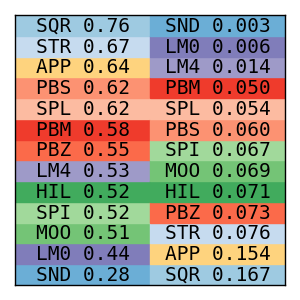 SQR 0.76 SND 0.003
STR 0.67 LM0 0.006
APP 0.64 LM4 0.014
PBS 0.62 PBM 0.050
SPL 0.62 SPL 0.054
PBM 0.58 PBS 0.060
PBZ 0.55 SPI 0.067
LM4 0.53 MOO 0.069
HIL 0.52 HIL 0.071
SPI 0.52 PBZ 0.073
MOO 0.51 STR 0.076
LM0 0.44 APP 0.154
SND 0.28 SQR 0.167